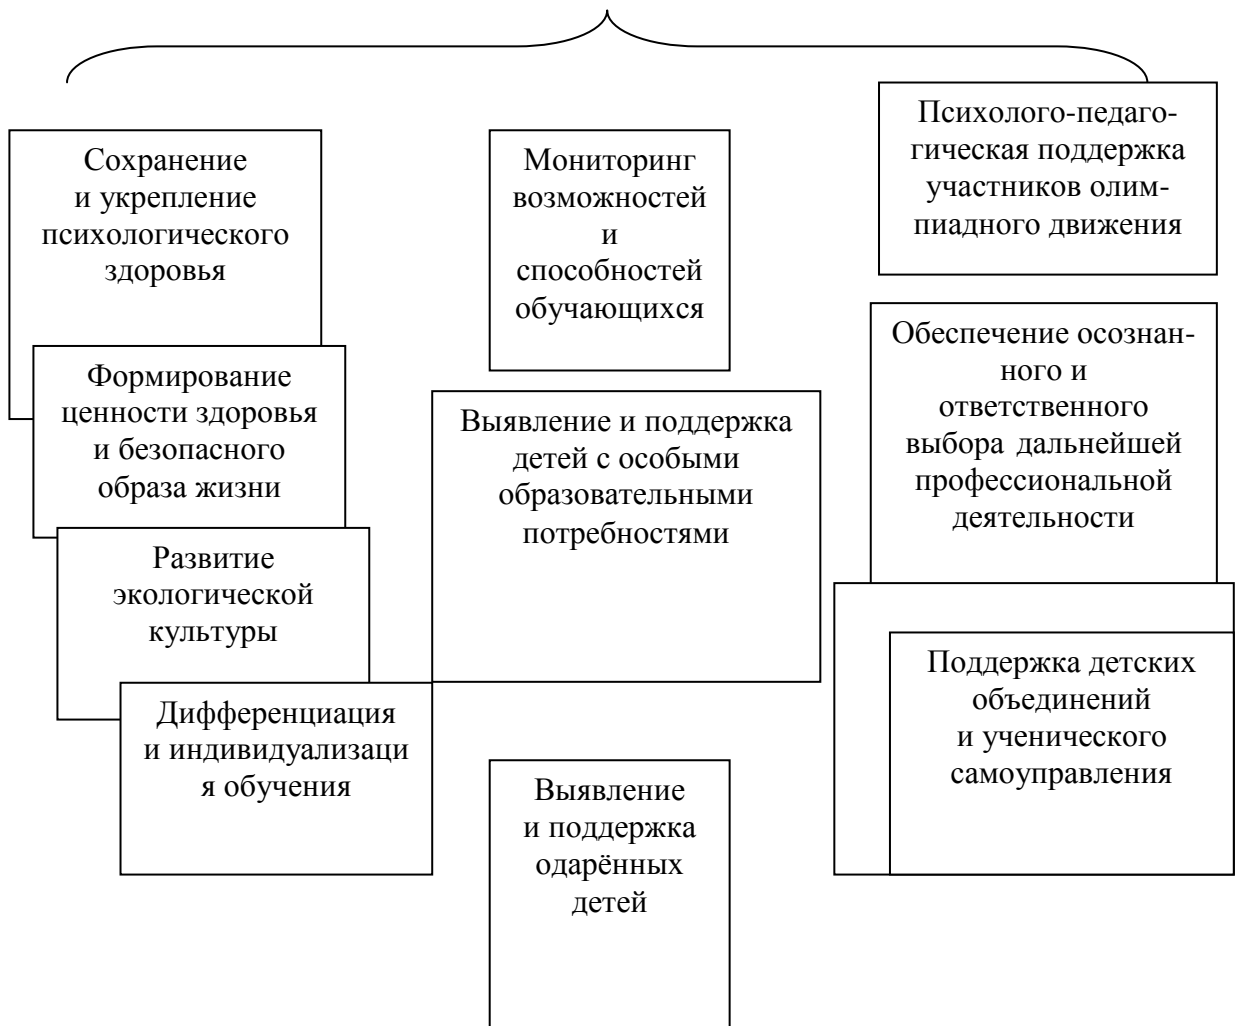 Сохранение
и укрепление
психологического
здоровья
Формирование
ценности здоровья
и безопасного
образа жизни
Развитие
экологической
культуры
Дифференциация
и индивидуализаци
я обучения
Мониторинг
возможностей
и
способностей
обучающихся
Выявление и поддержка
детей с особыми
образовательными
потребностями
Выявление
и поддержка
одарённых
детей
Психолого-педаго-
гическая поддержка
участников олим-
пиадного движения
Обеспечение осознан-
ного и
ответственного
выбора дальнейшей
профессиональной
деятельности
Поддержка детских
объединений
и ученического
самоуправления